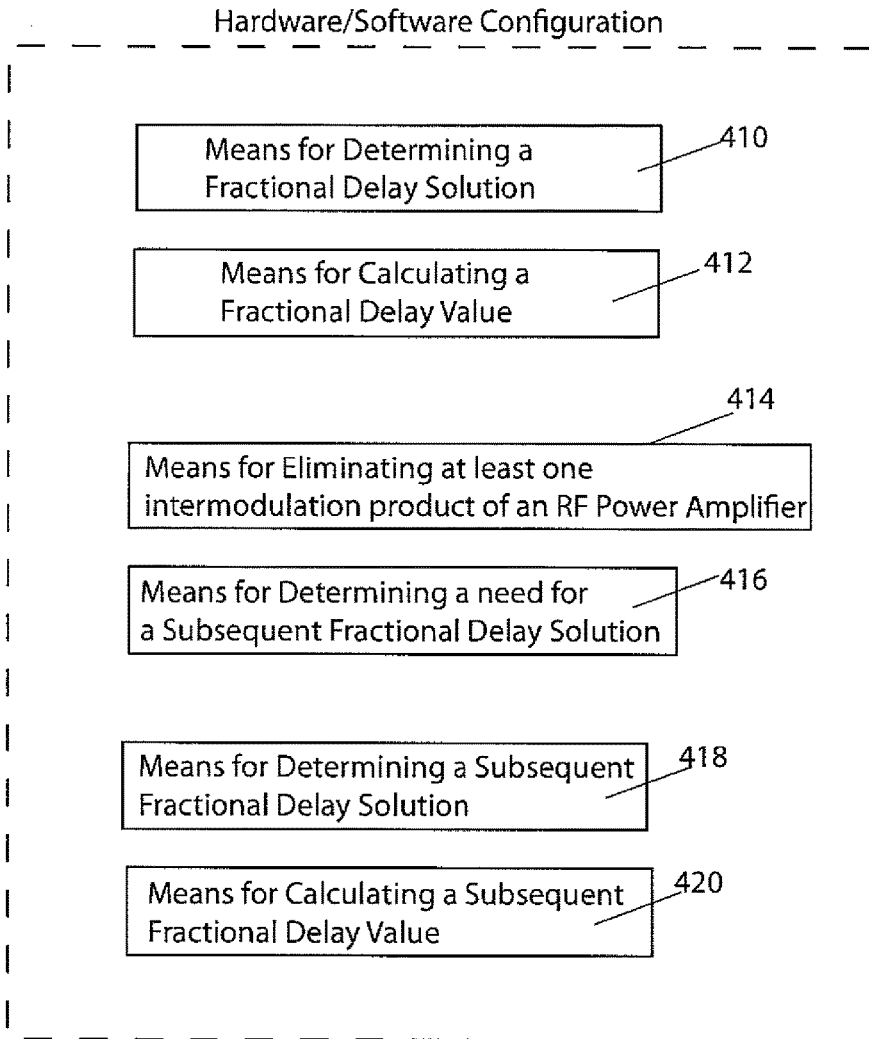 Hardware/Software Configuration
Means for Determining a
Fractional Delay Solution
410
Means for Calculating a
Fractional Delay Value
412
414
Means for Eliminating at least one
intermodulation product of an RF Power Amplifier
Means for Determining a need for
a Subsequent Fractional Delay Solution
416
Means for Determining a Subsequent
Fractional Delay Solution
418
Means for Calculating a Subsequent
Fractional Delay Value
420